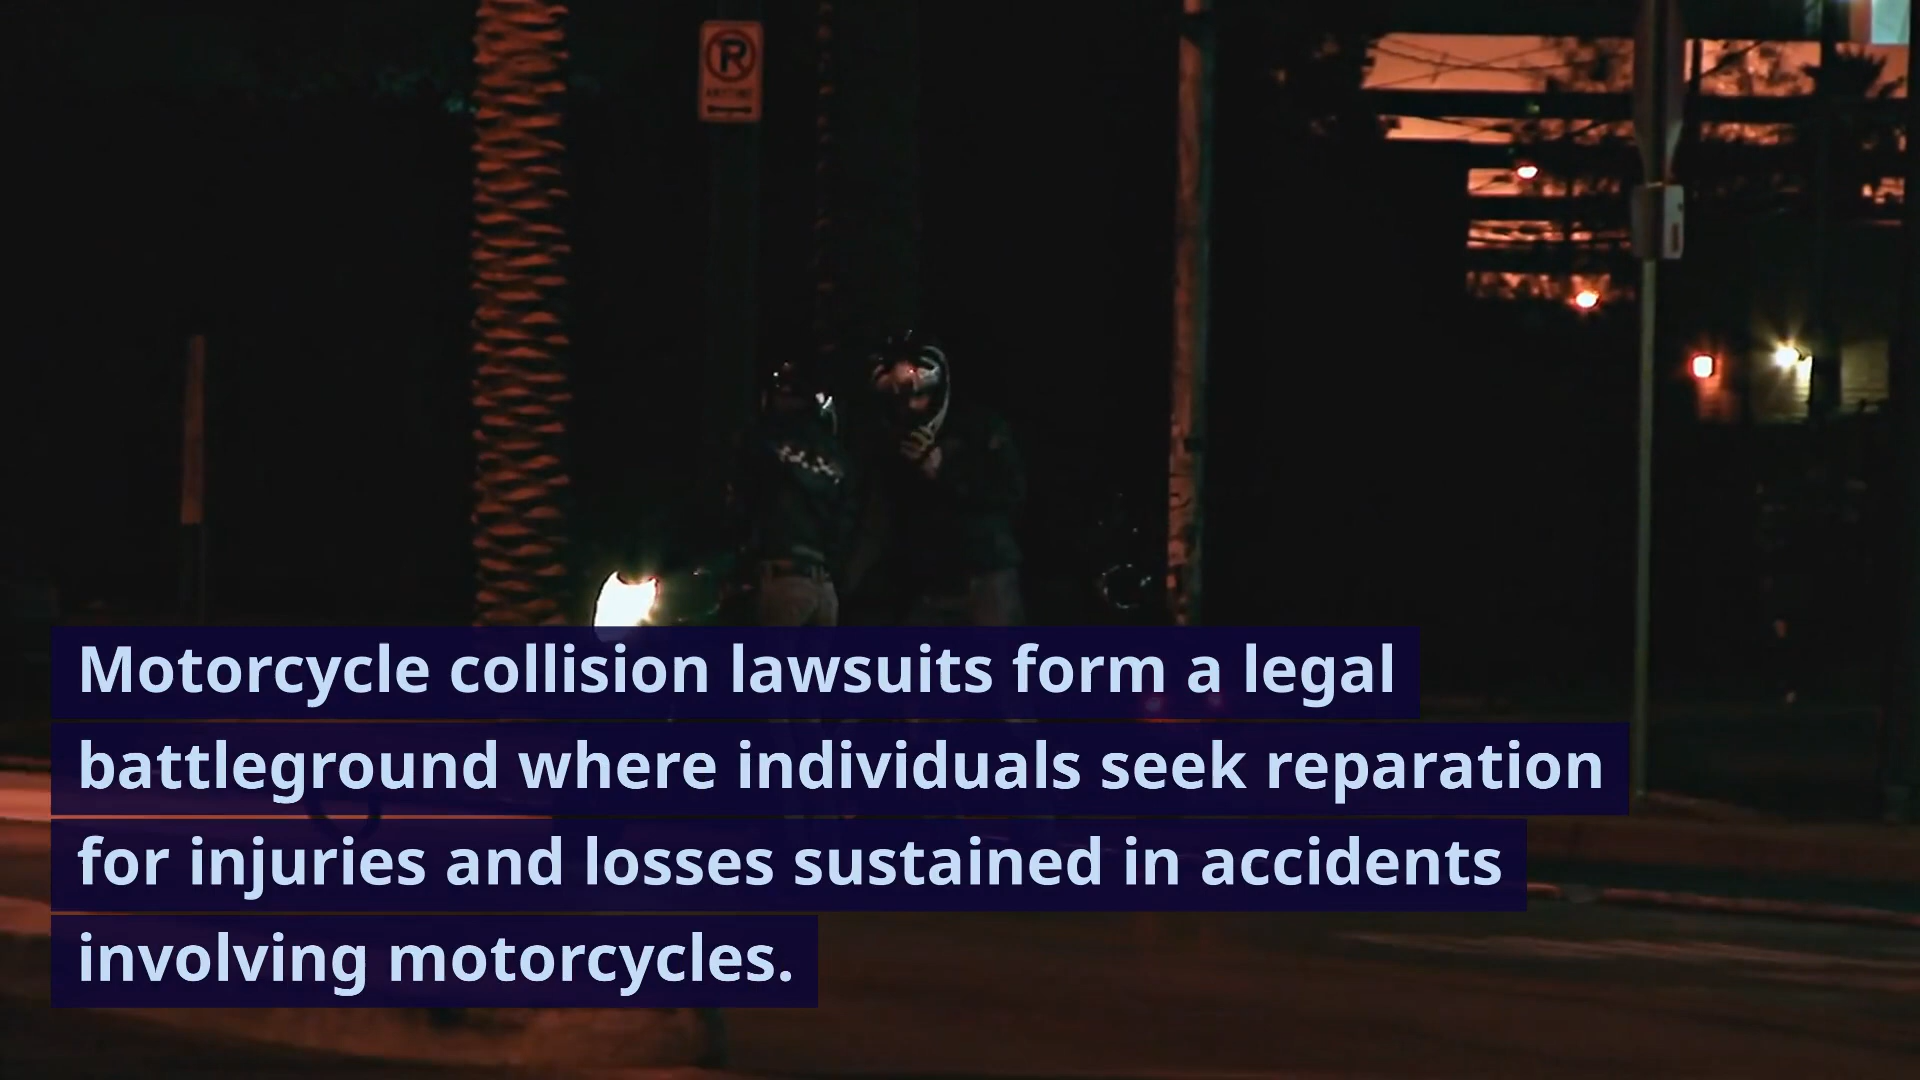 R
ANYTIME
Motorcycle collision lawsuits form a legal
battleground where individuals seek reparation
for injuries and losses sustained in accidents
involving motorcycles.